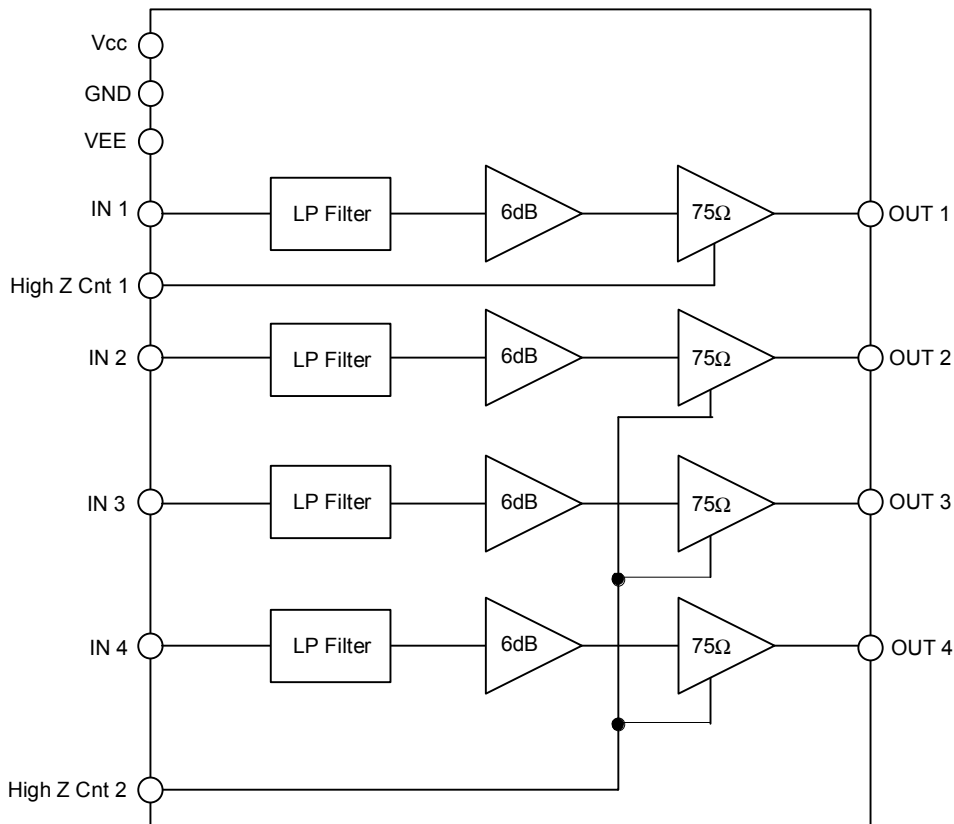 Vcc
GND
VEE
IN 1 LP Filter 6dB 75Ω OUT 1
High Z Cnt 1
IN 2 LP Filter 6dB 75Ω OUT 2
IN 3 LP Filter 6dB 75Ω OUT 3
IN 4 LP Filter 6dB 75Ω OUT 4
High Z Cnt 2